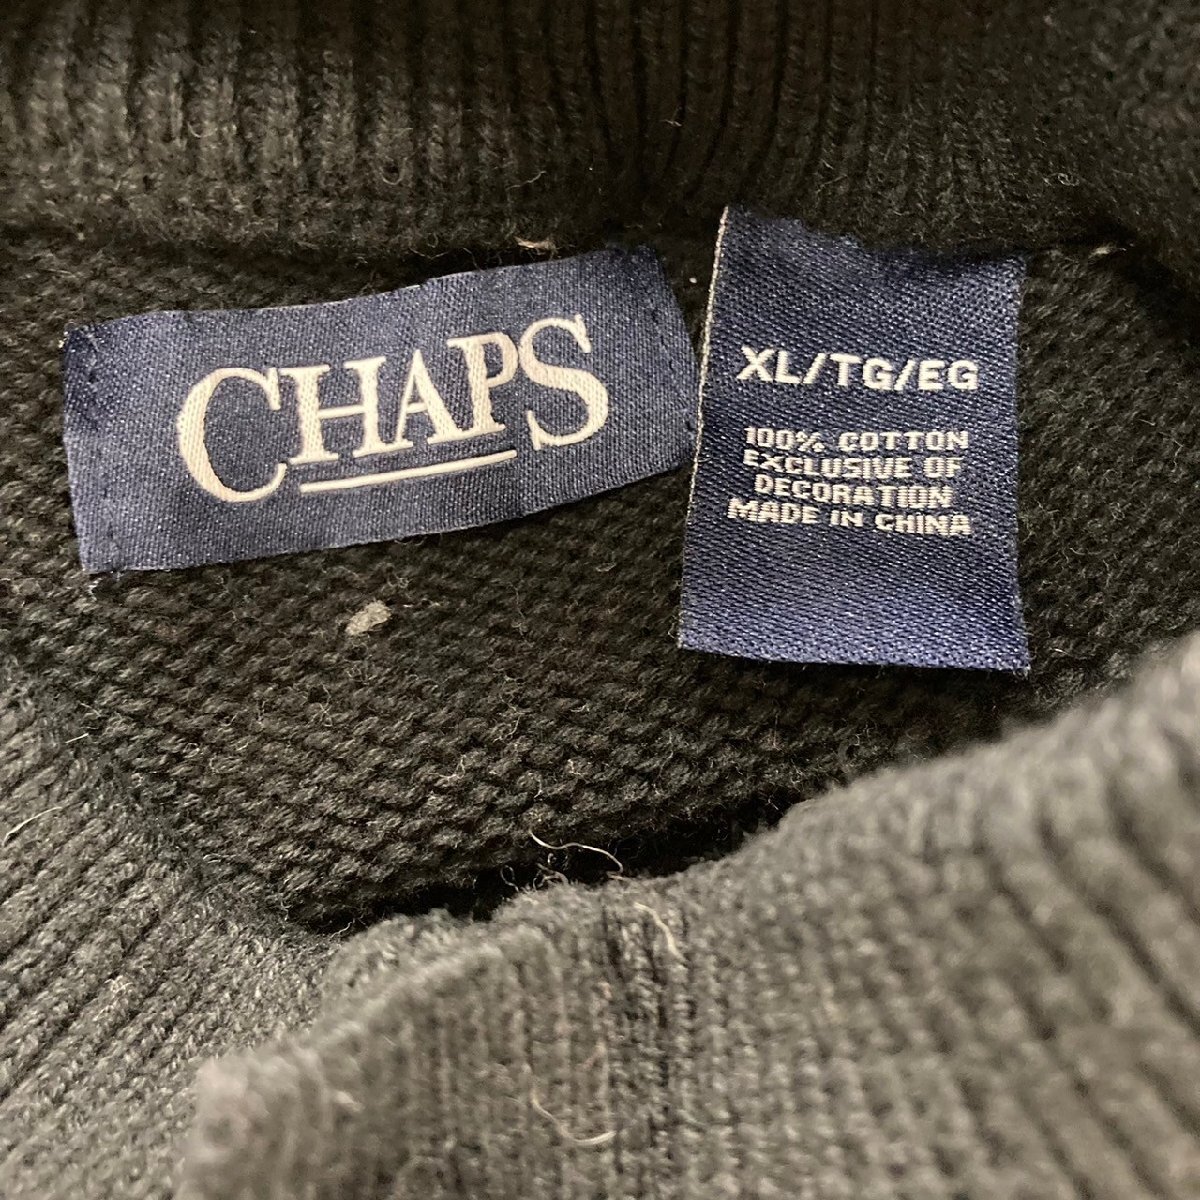 CHAPS
XL/TG/EG
100% COTTON
EXCLUSIVE OF
DECORATION
MADE IN CHINA